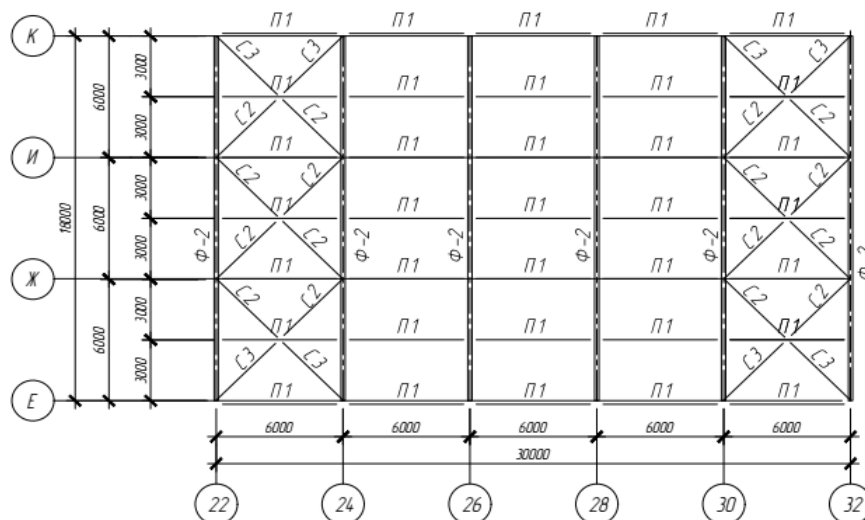 П1 П1 П1 П1 П1
К
С3 С3 С3 С3
3000
П1 П1 П1 П1 П1
6000
С2 С2 С2 С2
3000
П1 П1 П1 П1 П1
И
С2 С2 С2 С2
3000
П1 П1 П1 П1 П1
18000 6000
Ф-2 Ф-2 Ф-2 Ф-2 Ф-2 Ф-2
С2 С2 С2 С2
3000
П1 П1 П1 П1 П1
Ж
С2 С2 С2 С2
3000
П1 П1 П1 П1 П1
6000
С3 С3 С3 С3
3000
П1 П1 П1 П1 П1
Е
6000 6000 6000 6000 6000
30000
22 24 26 28 30 32